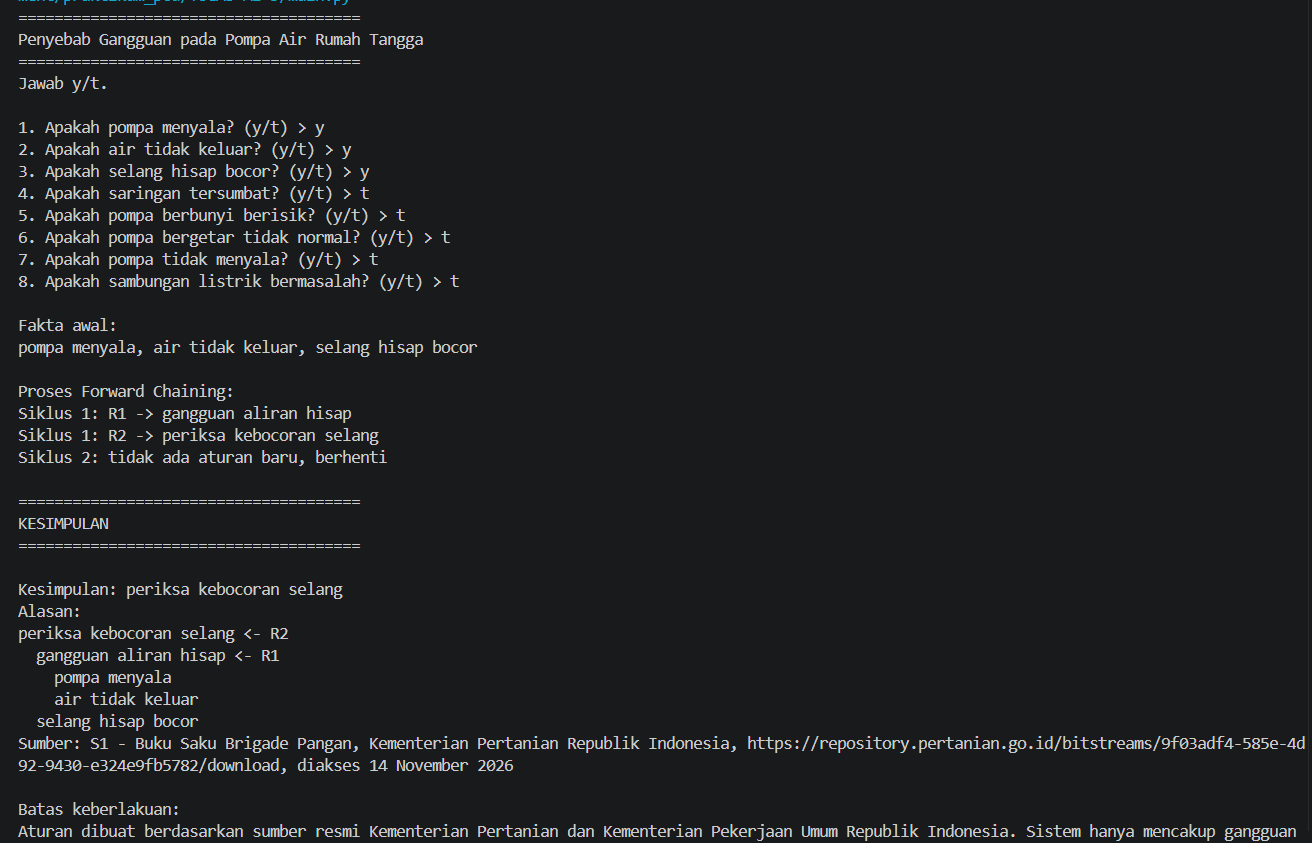 =====================================
Penyebab Gangguan pada Pompa Air Rumah Tangga
=====================================
Jawab y/t.
1. Apakah pompa menyala? (y/t) > y
2. Apakah air tidak keluar? (y/t) > y
3. Apakah selang hisap bocor? (y/t) > y
4. Apakah saringan tersumbat? (y/t) > t
5. Apakah pompa berbunyi berisik? (y/t) > t
6. Apakah pompa bergetar tidak normal? (y/t) > t
7. Apakah pompa tidak menyala? (y/t) > t
8. Apakah sambungan listrik bermasalah? (y/t) > t
Fakta awal:
pompa menyala, air tidak keluar, selang hisap bocor
Proses Forward Chaining:
Siklus 1: R1 -> gangguan aliran hisap
Siklus 1: R2 -> periksa kebocoran selang
Siklus 2: tidak ada aturan baru, berhenti
=====================================
KESIMPULAN
=====================================
Kesimpulan: periksa kebocoran selang
Alasan:
periksa kebocoran selang <- R2
  gangguan aliran hisap <- R1
    pompa menyala
    air tidak keluar
  selang hisap bocor
Sumber: S1 - Buku Saku Brigade Pangan, Kementerian Pertanian Republik Indonesia, https://repository.pertanian.go.id/bitstreams/9f03adf4-585e-4d
92-9430-e324e9fb5782/download, diakses 14 November 2026
Batas keberlakuan:
Aturan dibuat berdasarkan sumber resmi Kementerian Pertanian dan Kementerian Pekerjaan Umum Republik Indonesia. Sistem hanya mencakup gangguan